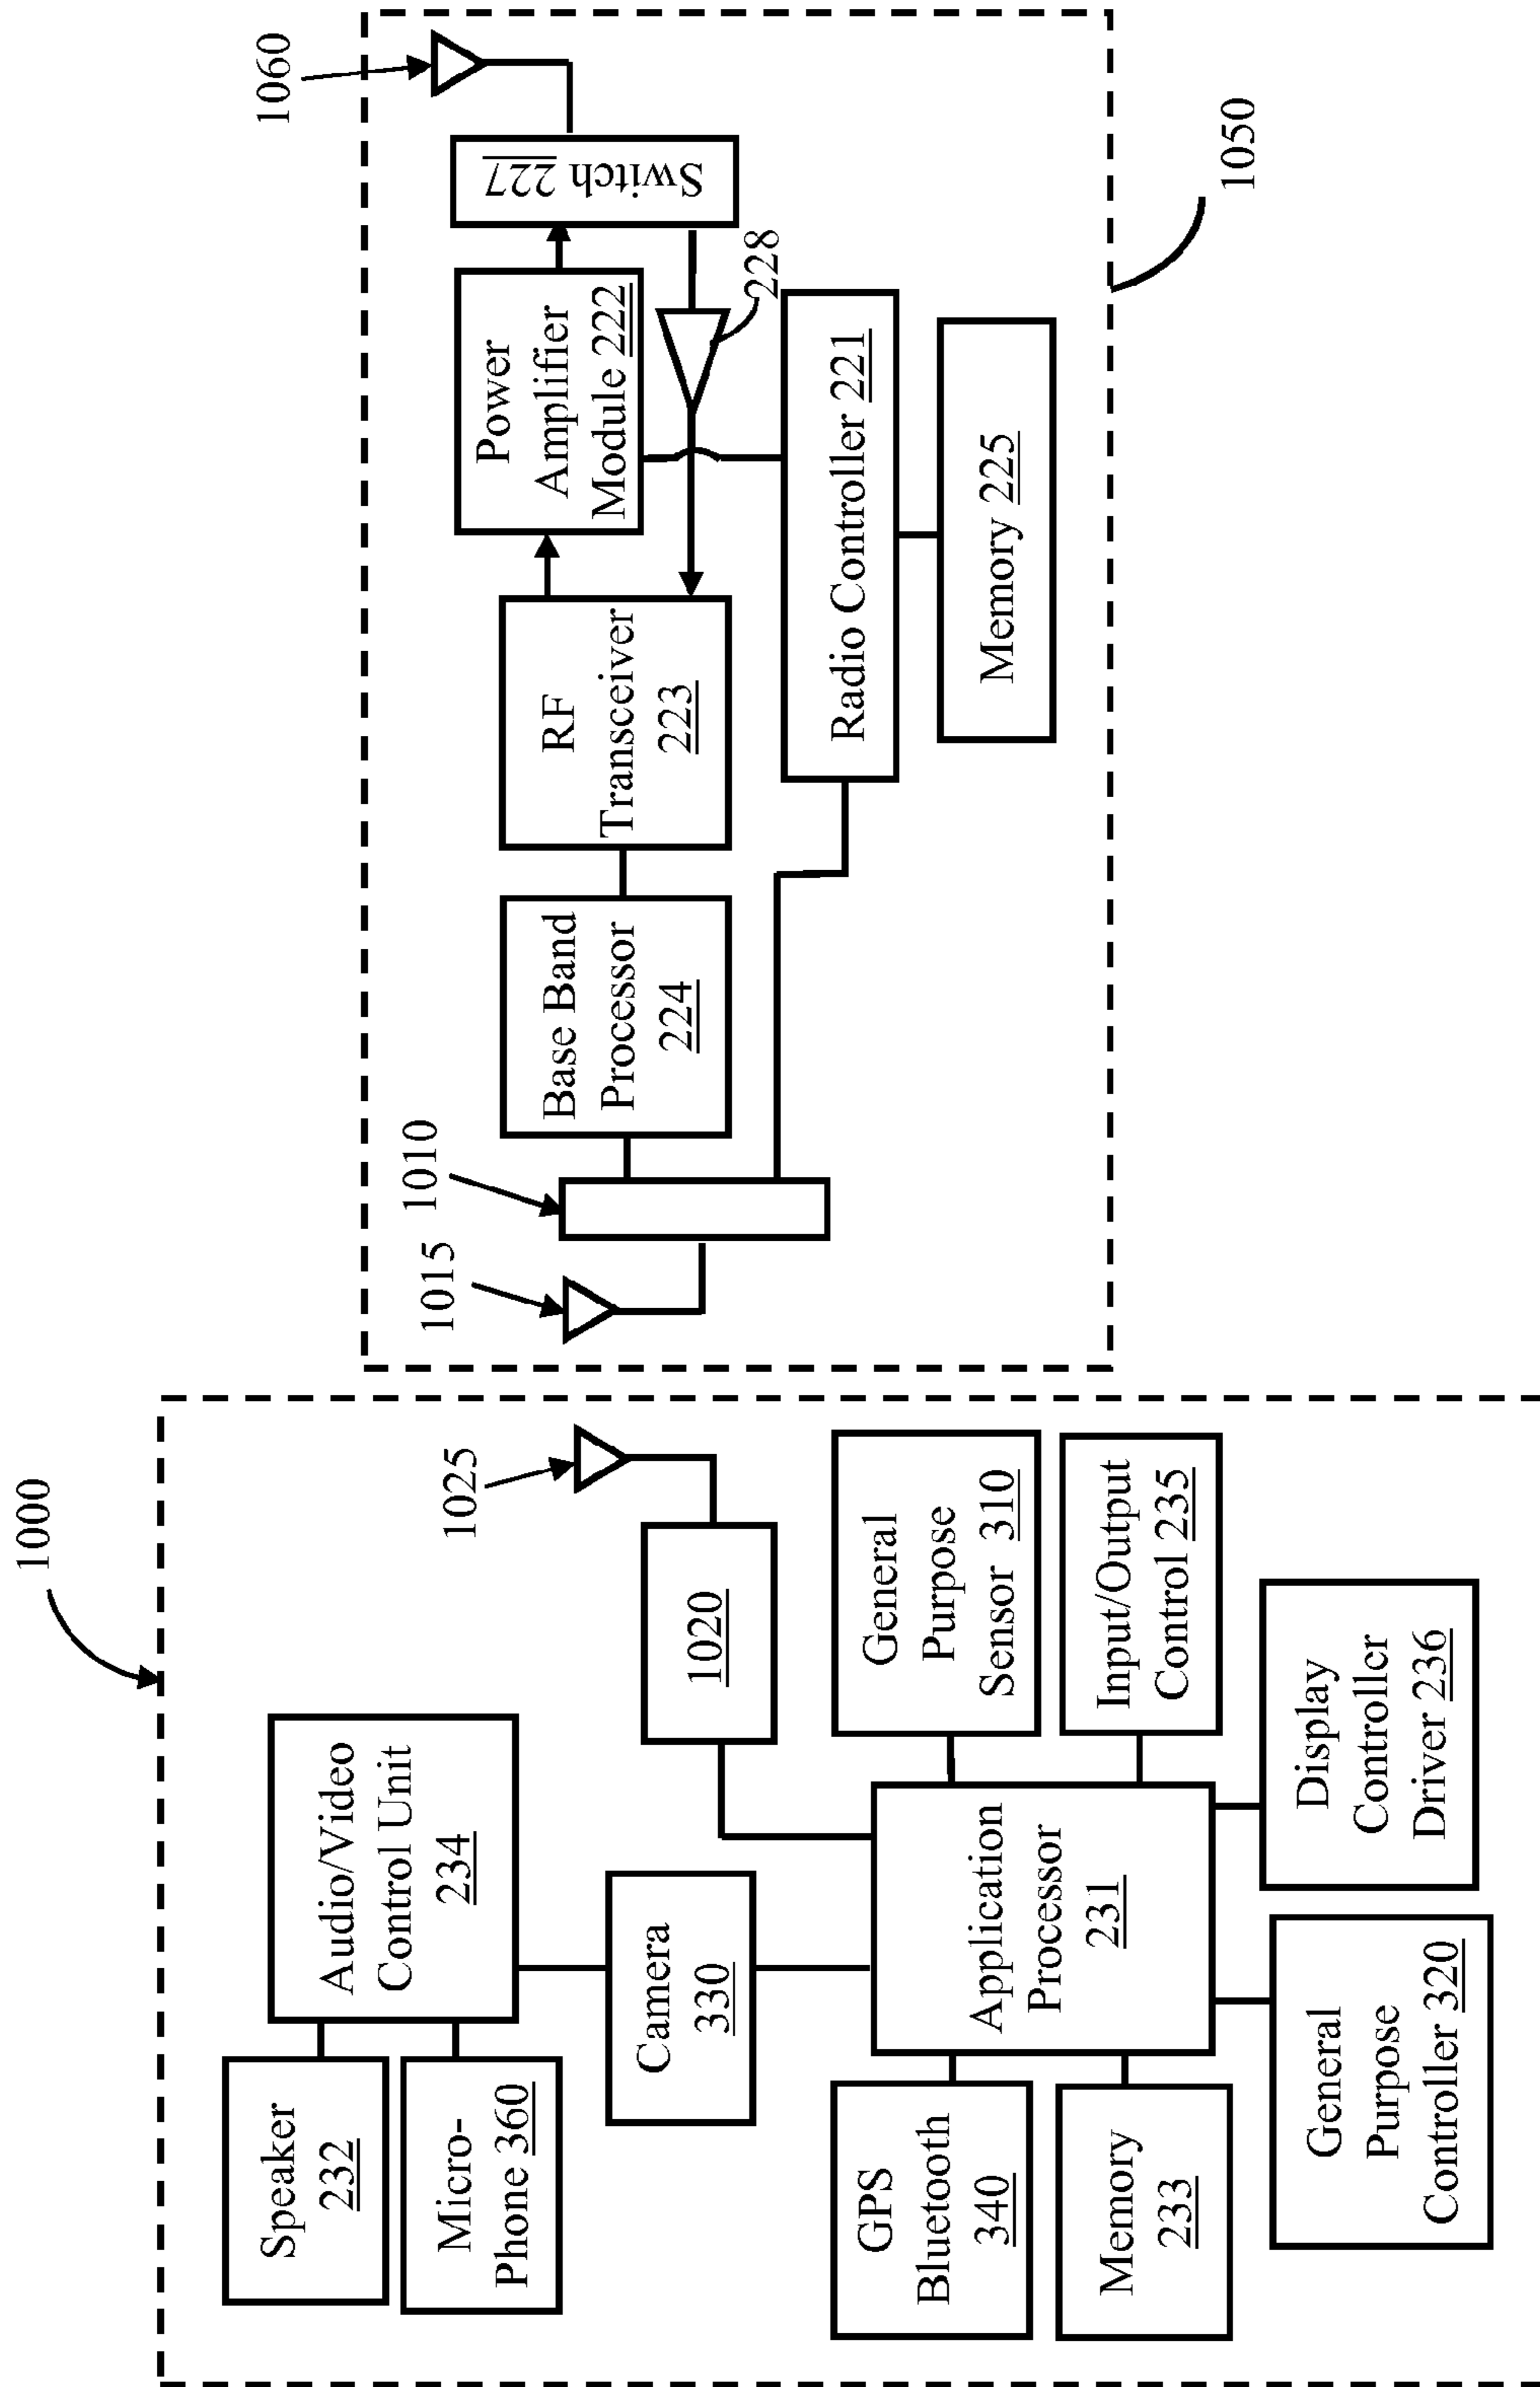 1000
Speaker
232
Micro-
Phone 360
Audio/Video
Control Unit
234
Camera
330
1020
1025
GPS
Bluetooth
340
Memory
233
Application
Processor
231
General
Purpose
Sensor 310
Input/Output
Control 235
General
Purpose
Controller 320
Display
Controller
Driver 236
1015
1010
Base Band
Processor
224
RF
Transceiver
223
Power
Amplifier
Module 222
Switch 227
1060
228
Radio Controller 221
Memory 225
1050